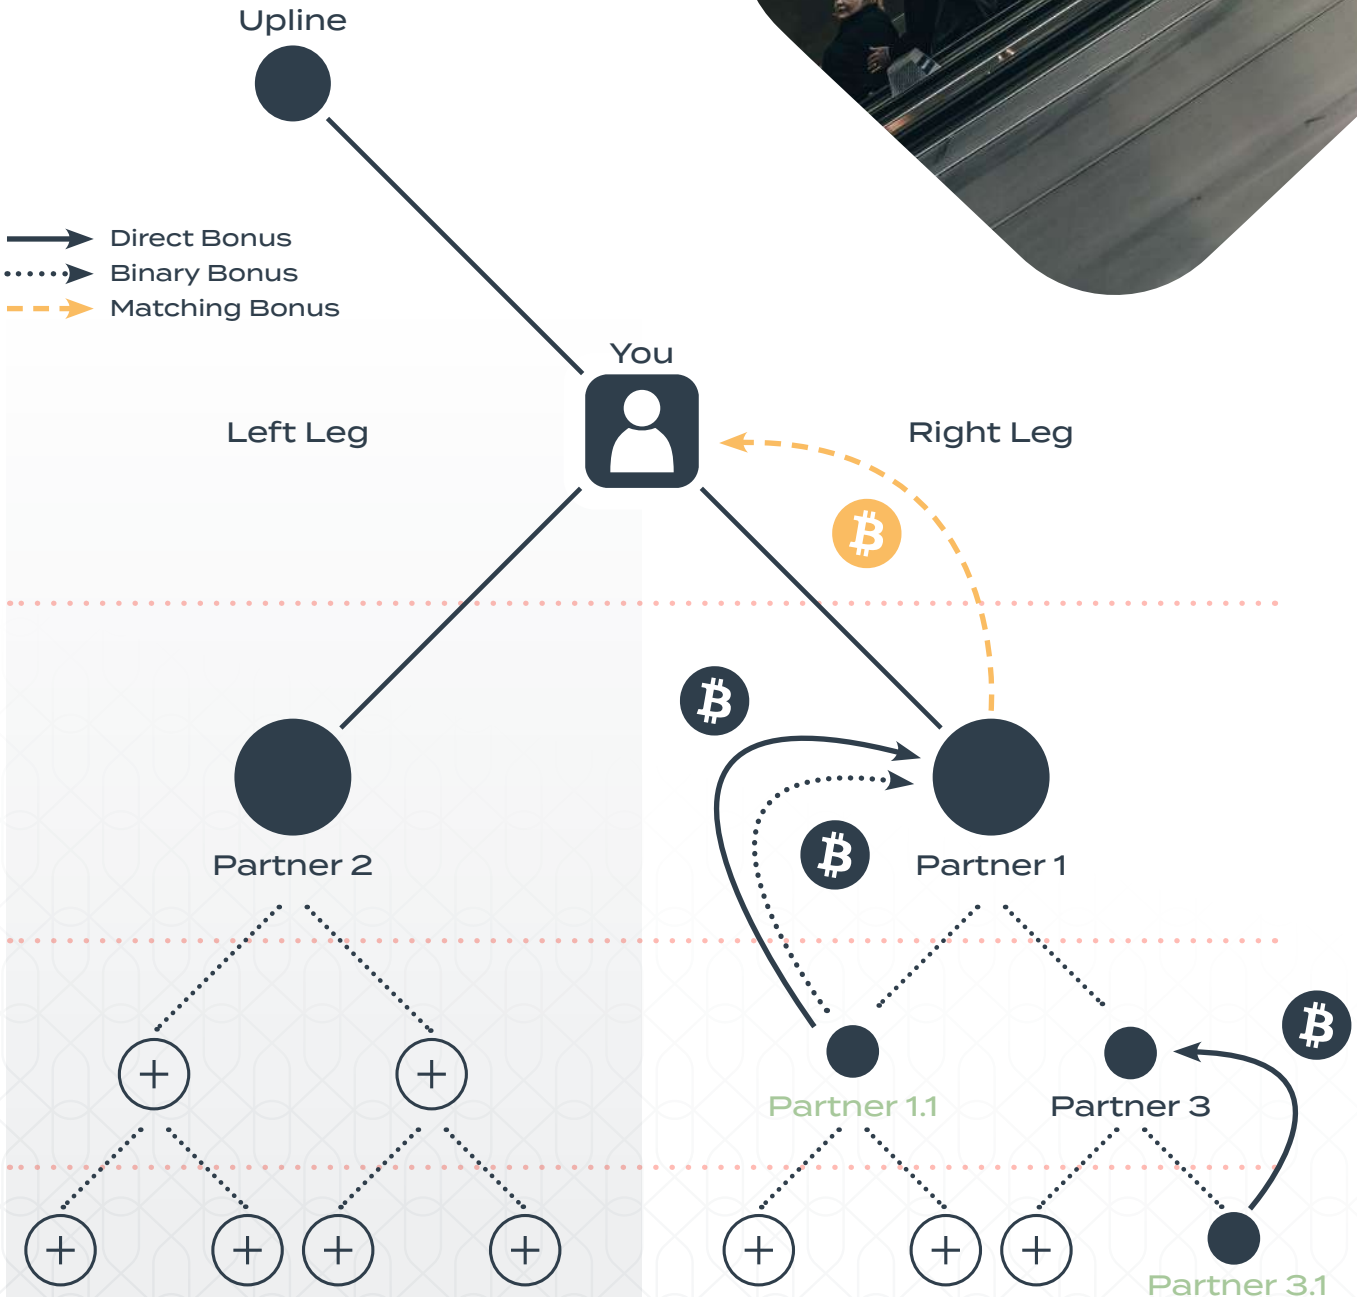 Upline
Direct Bonus
Binary Bonus
Matching Bonus
You
Left Leg
Right Leg
Partner 2
Partner 1
Partner 1.1
Partner 3
Partner 3.1